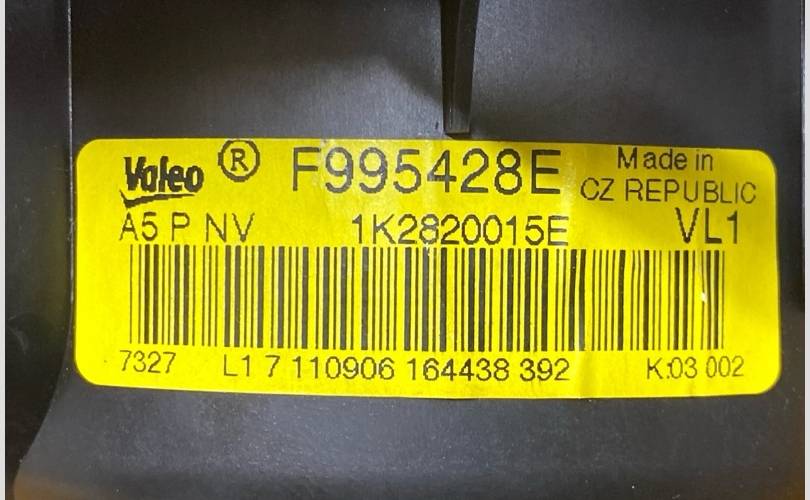 Valeo ® F995428E Made in
CZ REPUBLIC
A5 P NV 1K2820015E VL1
7327 L1 7 110906 164438 392 K:03 002